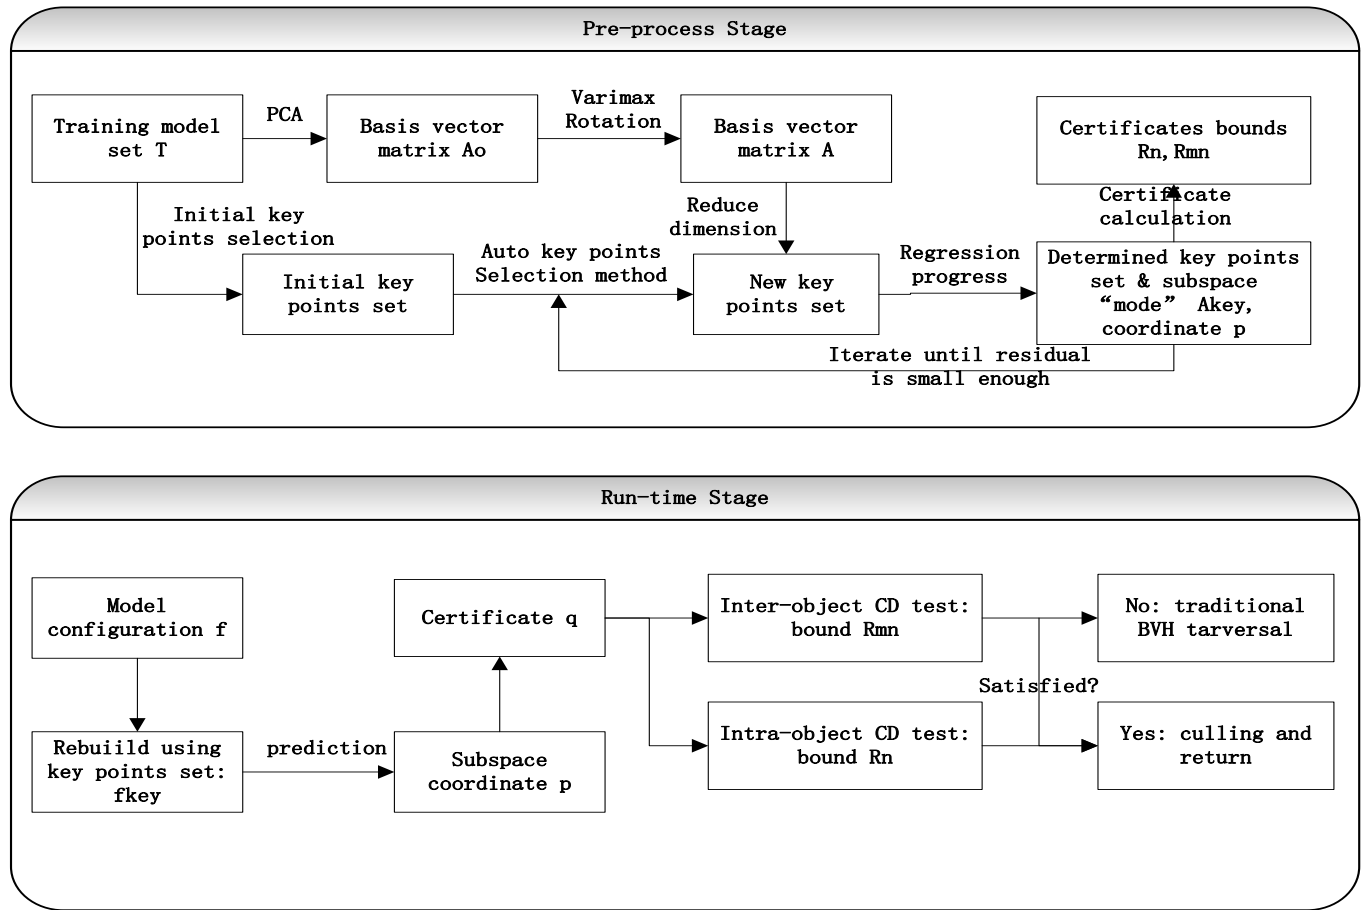 Pre-process Stage
Training model
set T
PCA
Basis vector
matrix Ao
Varimax
Rotation
Basis vector
matrix A
Certificates bounds
Rn,Rmn
Initial key
points selection
Reduce
dimension
Certificate
calculation
Initial key
points set
Auto key points
Selection method
New key
points set
Regression
progress
Determined key points
set & subspace
“mode” Akey,
coordinate p
Iterate until residual
is small enough
Run-time Stage
Model
configuration f
Certificate q
Inter-object CD test:
bound Rmn
No: traditional
BVH tarversal
Satisfied?
Rebuiild using
key points set:
fkey
prediction
Subspace
coordinate p
Intra-object CD test:
bound Rn
Yes: culling and
return